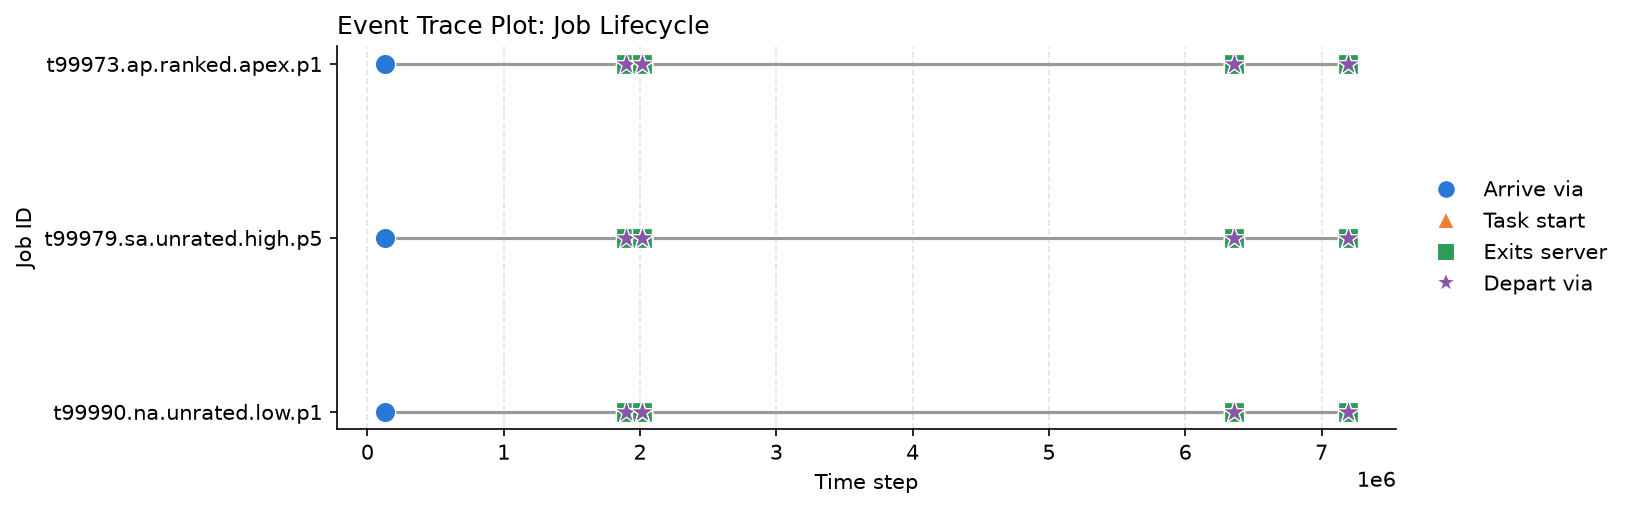 Event Trace Plot: Job Lifecycle
Job ID
t99973.ap.ranked.apex.p1
t99979.sa.unrated.high.p5
t99990.na.unrated.low.p1
0 1 2 3 4 5 6 7
1e6
Time step
Arrive via
Task start
Exits server
Depart via